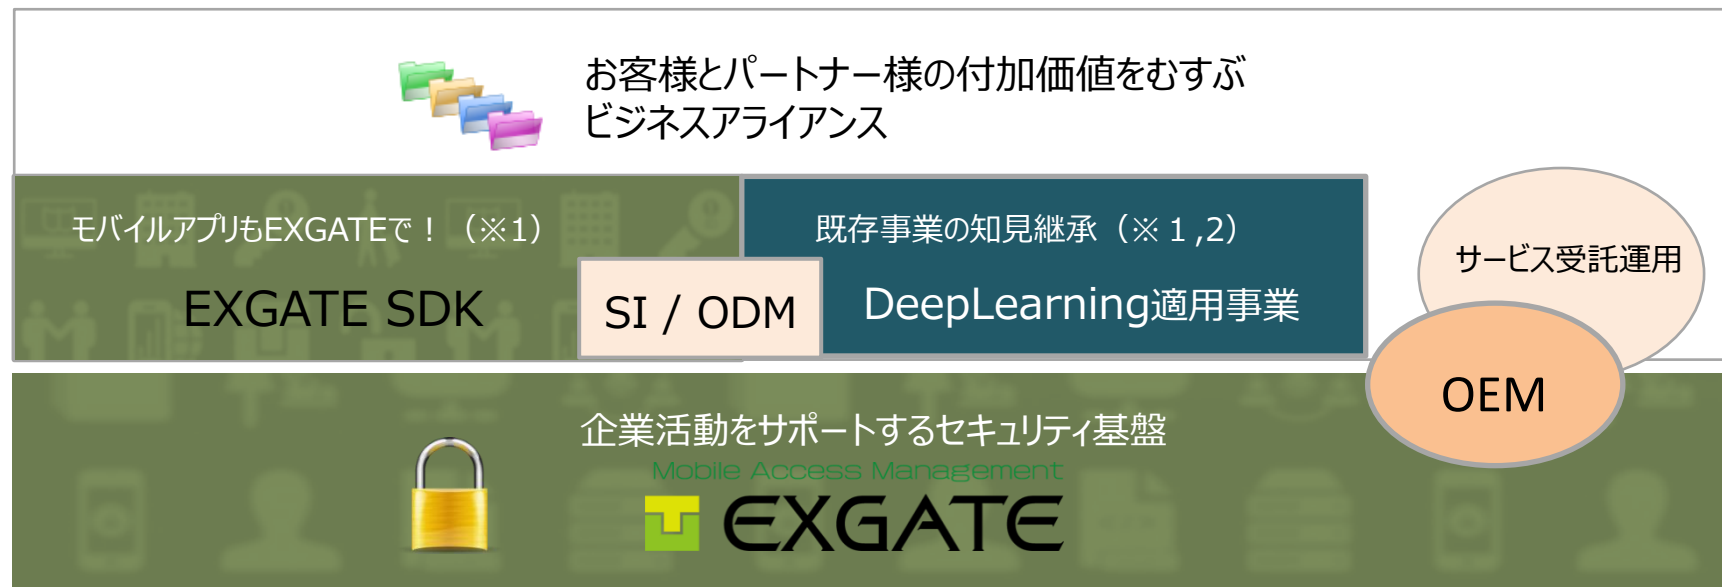 お客様とパートナー様の付加価値をむすぶ
ビジネスアライアンス
モバイルアプリもEXGATEで！（※1）
EXGATE SDK
SI / ODM
既存事業の知見継承（※１,2）
DeepLearning適用事業
サービス受託運用
OEM
企業活動をサポートするセキュリティ基盤
Mobile Access Management
EXGATE